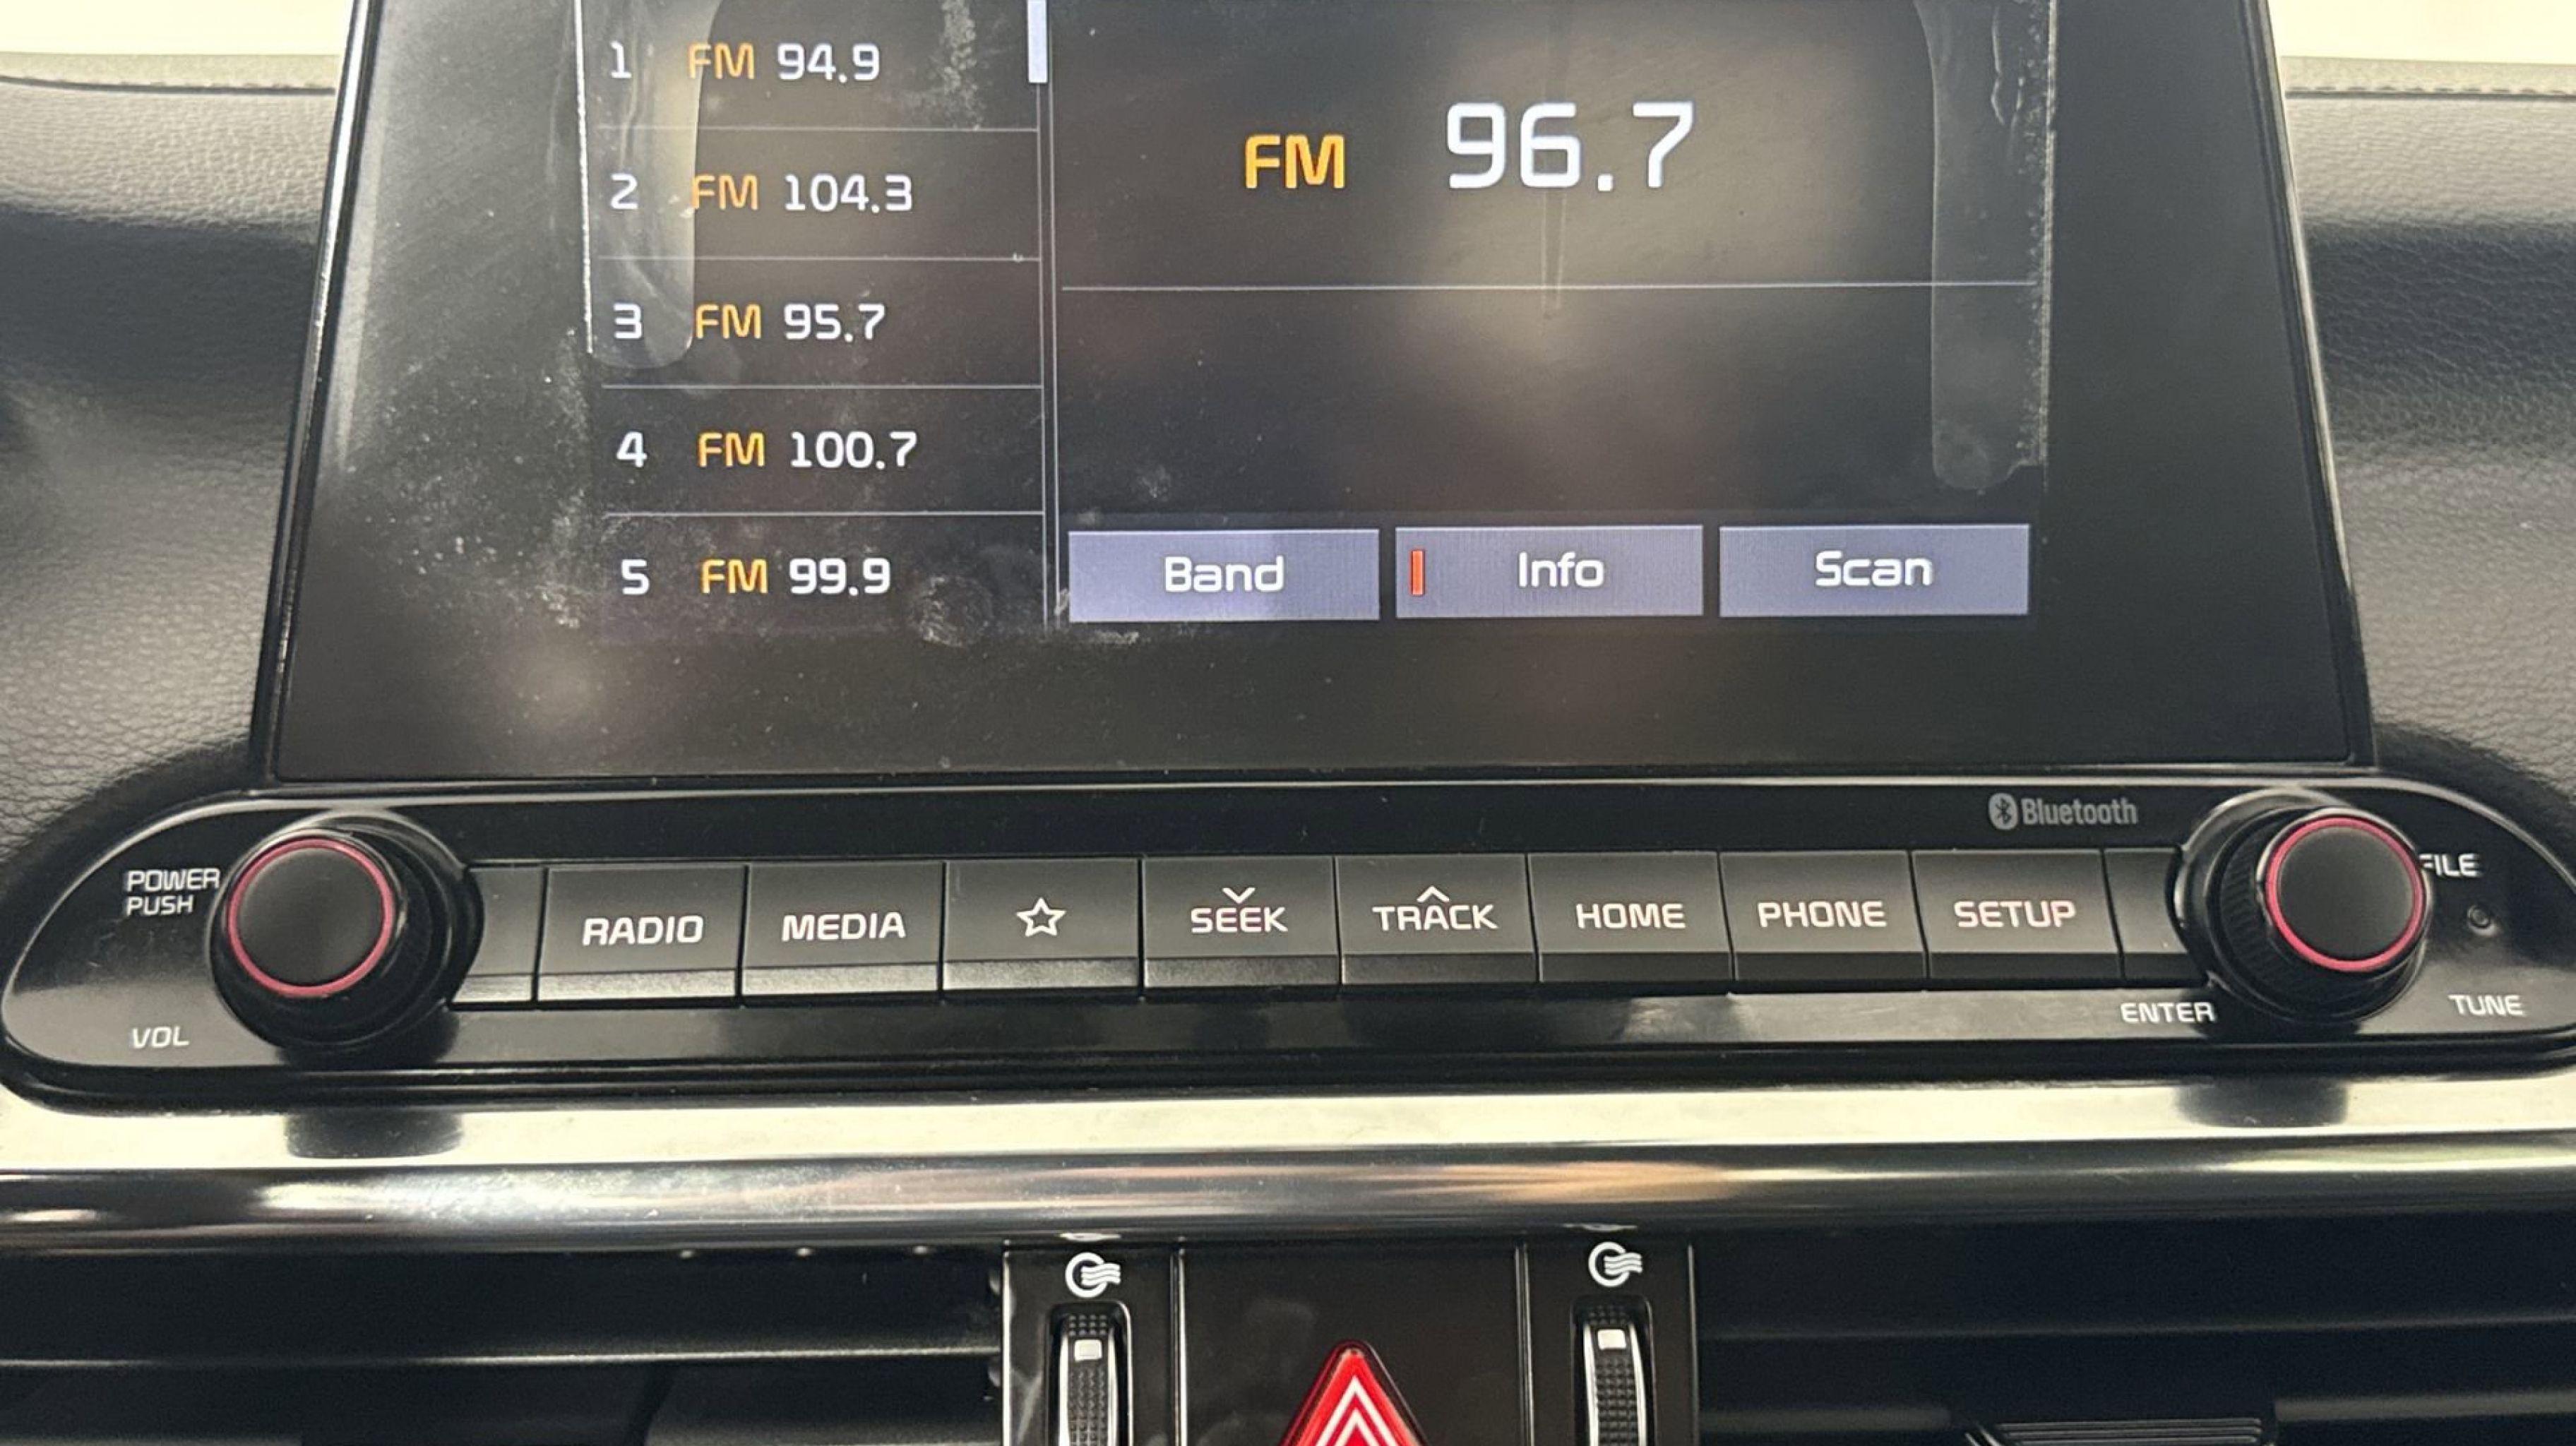 1 FM 94.9
2 FM 104.3
3 FM 95.7
4 FM 100.7
5 FM 99.9
FM 96.7
Band Info Scan
Bluetooth
POWER
PUSH
VOL
RADIO MEDIA SEEK TRACK HOME PHONE SETUP
FILE
ENTER
TUNE